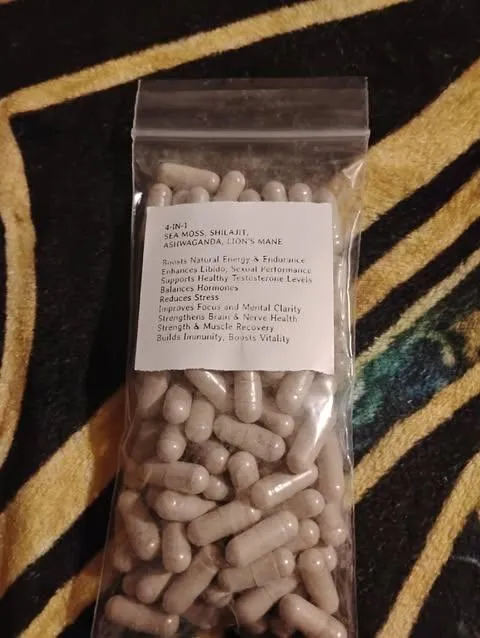 4-IN-1
SEA MOSS, SHILAJIT,
ASHWAGANDA, LION'S MANE
Boosts Natural Energy & Endurance
Enhances Libido, Sexual Performance
Supports Healthy Testosterone Levels
Balances Hormones
Reduces Stress
Improves Focus and Mental Clarity
Strengthens Brain & Nerve Health
Strength & Muscle Recovery
Builds Immunity, Boosts Vitality